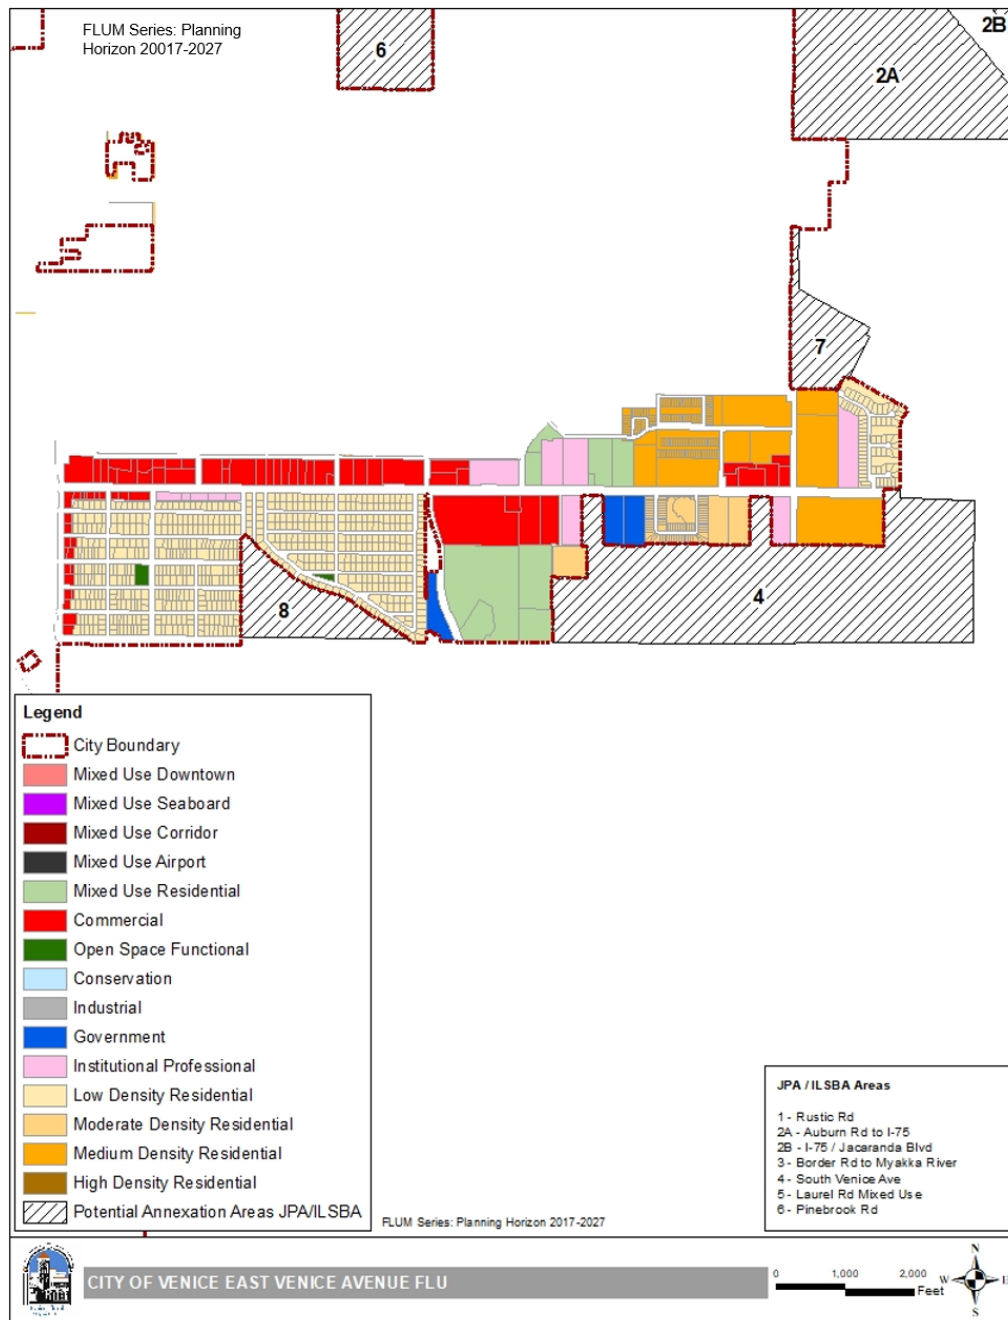 FLUM Series: Planning
Horizon 20017-2027
6
2A
2B
7
8
4
Legend
City Boundary
Mixed Use Downtown
Mixed Use Seaboard
Mixed Use Corridor
Mixed Use Airport
Mixed Use Residential
Commercial
Open Space Functional
Conservation
Industrial
Government
Institutional Professional
Low Density Residential
Moderate Density Residential
Medium Density Residential
High Density Residential
Potential Annexation Areas JPA/ILSBA
FLUM Series: Planning Horizon 2017-2027
JPA / ILSBA Areas
1 - Rustic Rd
2A - Auburn Rd to I-75
2B - I-75 / Jacaranda Blvd
3 - Border Rd to Myakka River
4 - South Venice Ave
5 - Laurel Rd Mixed Use
6 - Pinebrook Rd
CITY OF VENICE EAST VENICE AVENUE FLU
0 1,000 2,000
Feet
N
W E
S